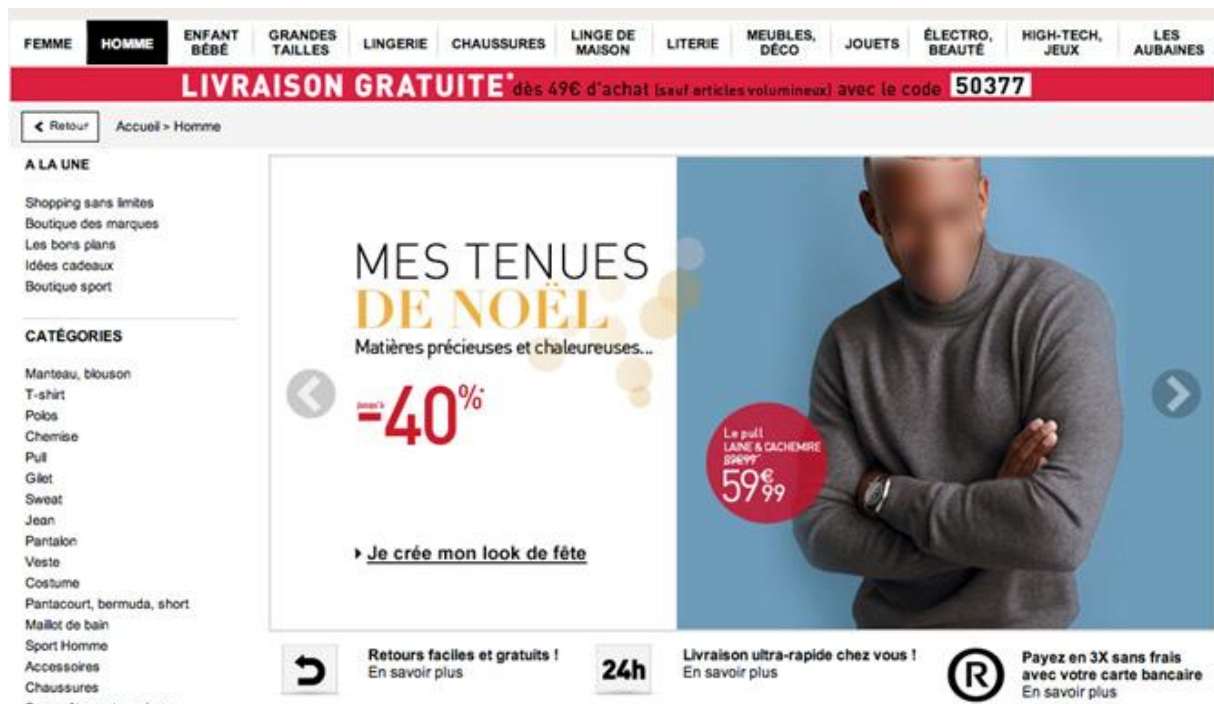 FEMME
HOMME
ENFANT
BÉBÉ
GRANDES
TAILLES
LINGERIE
CHAUSSURES
LINGE DE
MAISON
LITERIE
MEUBLES,
DÉCO
JOUETS
ÉLECTRO,
BEAUTÉ
HIGH-TECH,
JEUX
LES
AUBAINES
LIVRAISON GRATUITE* dès 49€ d'achat (sauf articles volumineux) avec le code 50377
Retour
Accueil > Homme
A LA UNE
Shopping sans limites
Boutique des marques
Les bons plans
Idées cadeaux
Boutique sport
CATÉGORIES
Manteau, blouson
T-shirt
Polos
Chemise
Pull
Gilet
Sweat
Jean
Pantalon
Veste
Costume
Pantacourt, bermuda, short
Maillot de bain
Sport Homme
Accessoires
Chaussures
MES TENUES
DE NOËL
Matières précieuses et chaleureuses...
jusqu'à
-40%*
Je crée mon look de fête
Le pull
LAINE & CACHEMIRE
59€99
Retours faciles et gratuits !
En savoir plus
24h
Livraison ultra-rapide chez vous !
En savoir plus
R
Payez en 3X sans frais
avec votre carte bancaire
En savoir plus